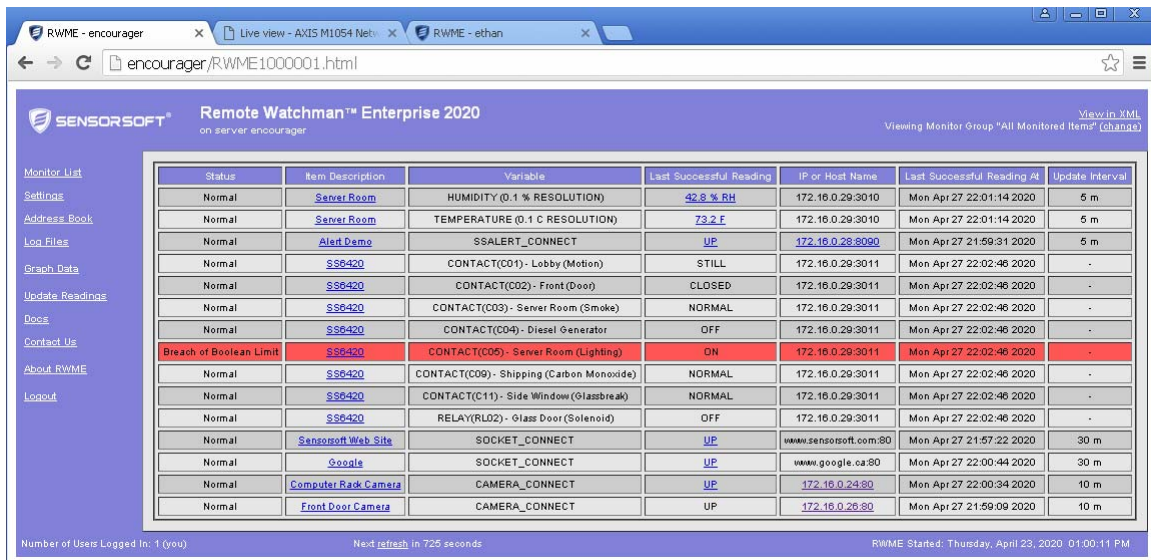 RWME - encourager
Live view - AXIS M1054 Netw
RWME - ethan
encourager/RWME1000001.html
SENSORSOFT®
Remote Watchman™ Enterprise 2020
on server encourager
View in XML
Viewing Monitor Group "All Monitored Items" (change)
Monitor List
Settings
Address Book
Log Files
Graph Data
Update Readings
Docs
Contact Us
About RWME
Logout
Status Item Description Variable Last Successful Reading IP or Host Name Last Successful Reading At Update Interval
Normal Server Room HUMIDITY (0.1 % RESOLUTION) 42.8 % RH 172.16.0.29:3010 Mon Apr 27 22:01:14 2020 5 m
Normal Server Room TEMPERATURE (0.1 C RESOLUTION) 73.2 F 172.16.0.29:3010 Mon Apr 27 22:01:14 2020 5 m
Normal Alert Demo SSALERT_CONNECT UP 172.16.0.28:8090 Mon Apr 27 21:59:31 2020 5 m
Normal SS6420 CONTACT(C01) - Lobby (Motion) STILL 172.16.0.29:3011 Mon Apr 27 22:02:46 2020 -
Normal SS6420 CONTACT(C02) - Front (Door) CLOSED 172.16.0.29:3011 Mon Apr 27 22:02:46 2020 -
Normal SS6420 CONTACT(C03) - Server Room (Smoke) NORMAL 172.16.0.29:3011 Mon Apr 27 22:02:46 2020 -
Normal SS6420 CONTACT(C04) - Diesel Generator OFF 172.16.0.29:3011 Mon Apr 27 22:02:46 2020 -
Breach of Boolean Limit SS6420 CONTACT(C05) - Server Room (Lighting) ON 172.16.0.29:3011 Mon Apr 27 22:02:46 2020 -
Normal SS6420 CONTACT(C09) - Shipping (Carbon Monoxide) NORMAL 172.16.0.29:3011 Mon Apr 27 22:02:46 2020 -
Normal SS6420 CONTACT(C11) - Side Window (Glassbreak) NORMAL 172.16.0.29:3011 Mon Apr 27 22:02:46 2020 -
Normal SS6420 RELAY(RL02) - Glass Door (Solenoid) OFF 172.16.0.29:3011 Mon Apr 27 22:02:46 2020 -
Normal Sensorsoft Web Site SOCKET_CONNECT UP www.sensorsoft.com:80 Mon Apr 27 21:57:22 2020 30 m
Normal Google SOCKET_CONNECT UP www.google.ca:80 Mon Apr 27 22:00:44 2020 30 m
Normal Computer Rack Camera CAMERA_CONNECT UP 172.16.0.24:80 Mon Apr 27 22:00:34 2020 10 m
Normal Front Door Camera CAMERA_CONNECT UP 172.16.0.26:80 Mon Apr 27 21:59:09 2020 10 m
Number of Users Logged In: 1 (you)
Next refresh in 725 seconds
RWME Started: Thursday, April 23, 2020 01:00:11 PM